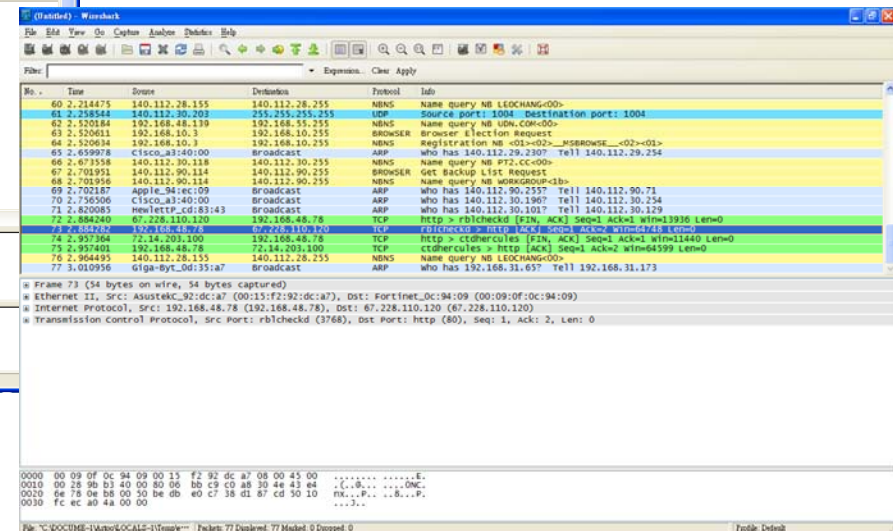 (Untitled) - Wireshark
File Edit View Go Capture Analyze Statistics Help
Filter: Expression... Clear Apply
No. . Time Source Destination Protocol Info
60 2.214475 140.112.28.155 140.112.28.255 NBNS Name query NB LEOCHANG<00>
61 2.258544 140.112.30.203 255.255.255.255 UDP Source port: 1004 Destination port: 1004
62 2.520184 192.168.48.139 192.168.55.255 NBNS Name query NB UDN.COM<00>
63 2.520611 192.168.10.3 192.168.10.255 BROWSER Browser Election Request
64 2.520634 192.168.10.3 192.168.10.255 NBNS Registration NB <01><02>__MSBROWSE__<02><01>
65 2.659978 Cisco_a3:40:00 Broadcast ARP who has 140.112.29.230? Tell 140.112.29.254
66 2.673558 140.112.30.118 140.112.30.255 NBNS Name query NB PT2.CC<00>
67 2.701951 140.112.90.114 140.112.90.255 BROWSER Get Backup List Request
68 2.701956 140.112.90.114 140.112.90.255 NBNS Name query NB WORKGROUP<1b>
69 2.702187 Apple_94:ec:09 Broadcast ARP who has 140.112.90.255? Tell 140.112.90.71
70 2.756506 Cisco_a3:40:00 Broadcast ARP who has 140.112.30.196? Tell 140.112.30.254
71 2.820085 HewlettP_cd:83:43 Broadcast ARP who has 140.112.30.101? Tell 140.112.30.129
72 2.884240 67.228.110.120 192.168.48.78 TCP http > rblcheckd [FIN, ACK] Seq=1 Ack=1 Win=13936 Len=0
73 2.884282 192.168.48.78 67.228.110.120 TCP rblcheckd > http [ACK] Seq=1 Ack=2 Win=64748 Len=0
74 2.957364 72.14.203.100 192.168.48.78 TCP http > ctdhercules [FIN, ACK] Seq=1 Ack=1 Win=11440 Len=0
75 2.957401 192.168.48.78 72.14.203.100 TCP ctdhercules > http [ACK] Seq=1 Ack=2 Win=64599 Len=0
76 2.964495 140.112.28.155 140.112.28.255 NBNS Name query NB LEOCHANG<00>
77 3.010956 Giga-Byt_0d:35:a7 Broadcast ARP who has 192.168.31.65? Tell 192.168.31.173
Frame 73 (54 bytes on wire, 54 bytes captured)
Ethernet II, Src: AsustekC_92:dc:a7 (00:15:f2:92:dc:a7), Dst: Fortinet_0c:94:09 (00:09:0f:0c:94:09)
Internet Protocol, Src: 192.168.48.78 (192.168.48.78), Dst: 67.228.110.120 (67.228.110.120)
Transmission Control Protocol, Src Port: rblcheckd (3768), Dst Port: http (80), Seq: 1, Ack: 2, Len: 0
0000 00 09 0f 0c 94 09 00 15 f2 92 dc a7 08 00 45 00 ........ ......E.
0010 00 28 9b b3 40 00 80 06 bb c9 c0 a8 30 4e 43 e4 .(..@... ....0NC.
0020 6e 78 0e b8 00 50 be db e0 c7 38 d1 87 cd 50 10 nx...P.. ..8...P.
0030 fc ec a0 4a 00 00
Packets: 77 Displayed: 77 Marked: 0 Dropped: 0 Profile: Default